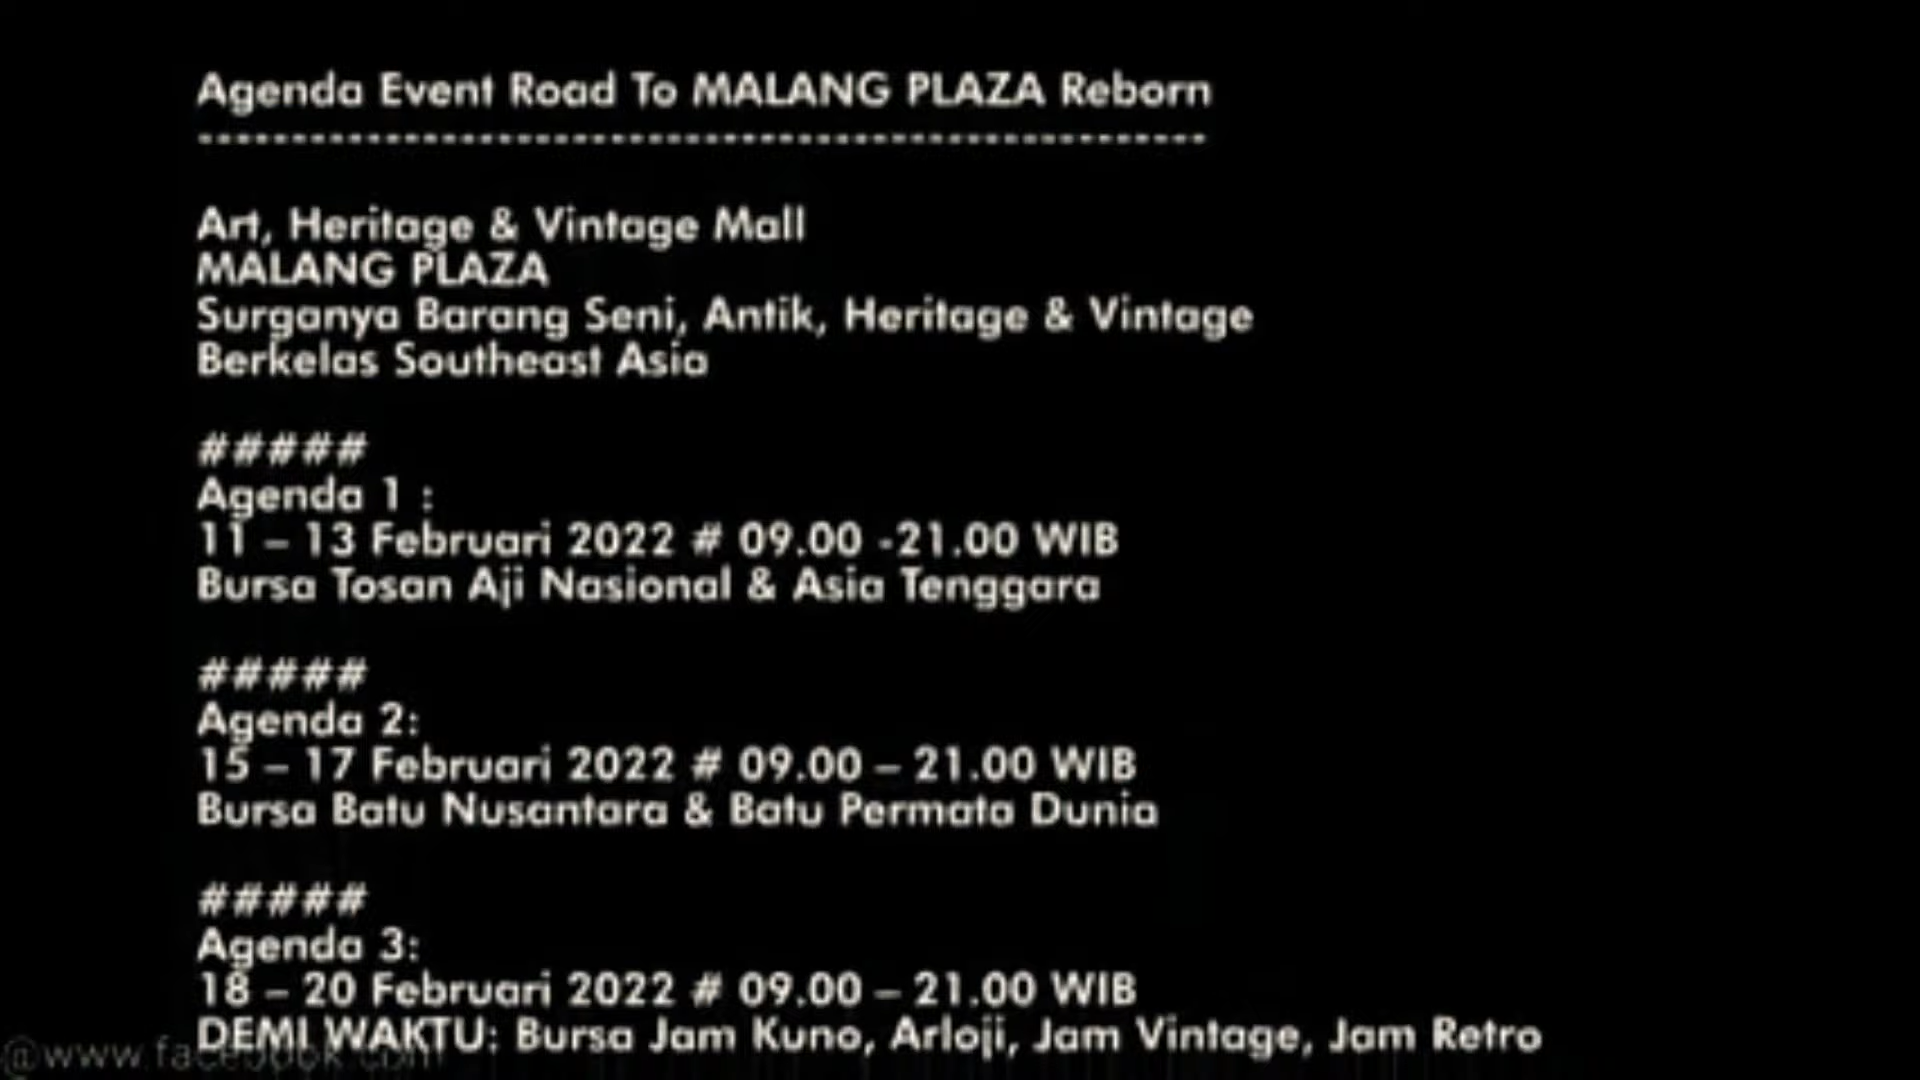 Agenda Event Road To MALANG PLAZA Reborn
------------------------------------------------------
Art, Heritage & Vintage Mall
MALANG PLAZA
Surganya Barang Seni, Antik, Heritage & Vintage
Berkelas Southeast Asia
#####
Agenda 1 :
11 – 13 Februari 2022 # 09.00 -21.00 WIB
Bursa Tosan Aji Nasional & Asia Tenggara
#####
Agenda 2:
15 – 17 Februari 2022 # 09.00 – 21.00 WIB
Bursa Batu Nusantara & Batu Permata Dunia
#####
Agenda 3:
18 – 20 Februari 2022 # 09.00 – 21.00 WIB
DEMI WAKTU: Bursa Jam Kuno, Arloji, Jam Vintage, Jam Retro
@www.facebook.com